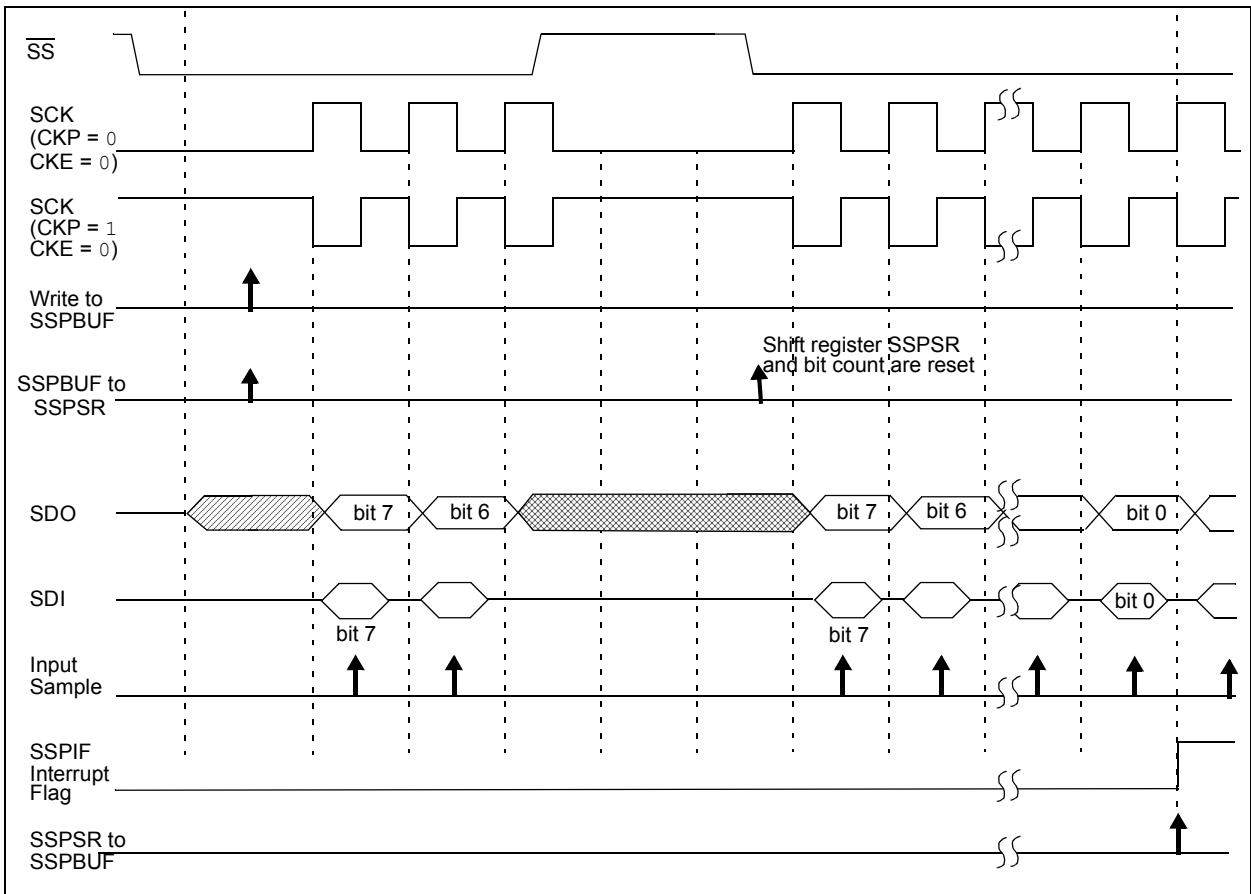 SS
SCK
(CKP = 0
CKE = 0)
SCK
(CKP = 1
CKE = 0)
Write to
SSPBUF
Shift register SSPSR
and bit count are reset
SSPBUF to
SSPSR
SDO
bit 7
bit 6
bit 7
bit 6
bit 0
SDI
bit 0
bit 7
bit 7
Input
Sample
SSPIF
Interrupt
Flag
SSPSR to
SSPBUF